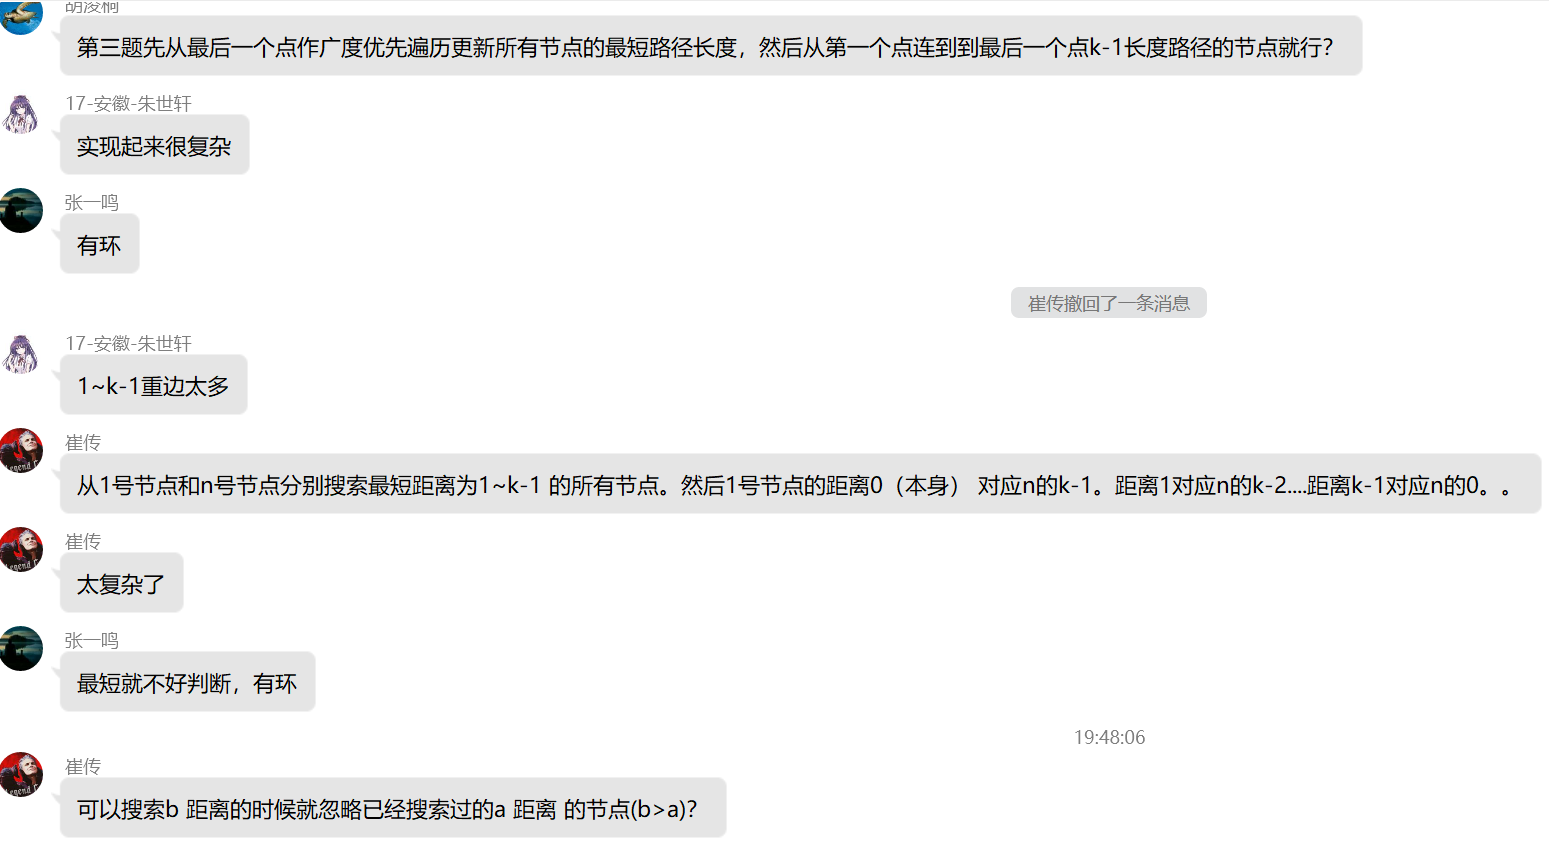 胡浚桐
第三题先从最后一个点作广度优先遍历更新所有节点的最短路径长度，然后从第一个点连到到最后一个点k-1长度路径的节点就行？
17-安徽-朱世轩
实现起来很复杂
张一鸣
有环
崔传撤回了一条消息
17-安徽-朱世轩
1~k-1重边太多
崔传
从1号节点和n号节点分别搜索最短距离为1~k-1 的所有节点。然后1号节点的距离0（本身） 对应n的k-1。距离1对应n的k-2....距离k-1对应n的0。。
崔传
太复杂了
张一鸣
最短就不好判断，有环
19:48:06
崔传
可以搜索b 距离的时候就忽略已经搜索过的a 距离 的节点(b>a)?